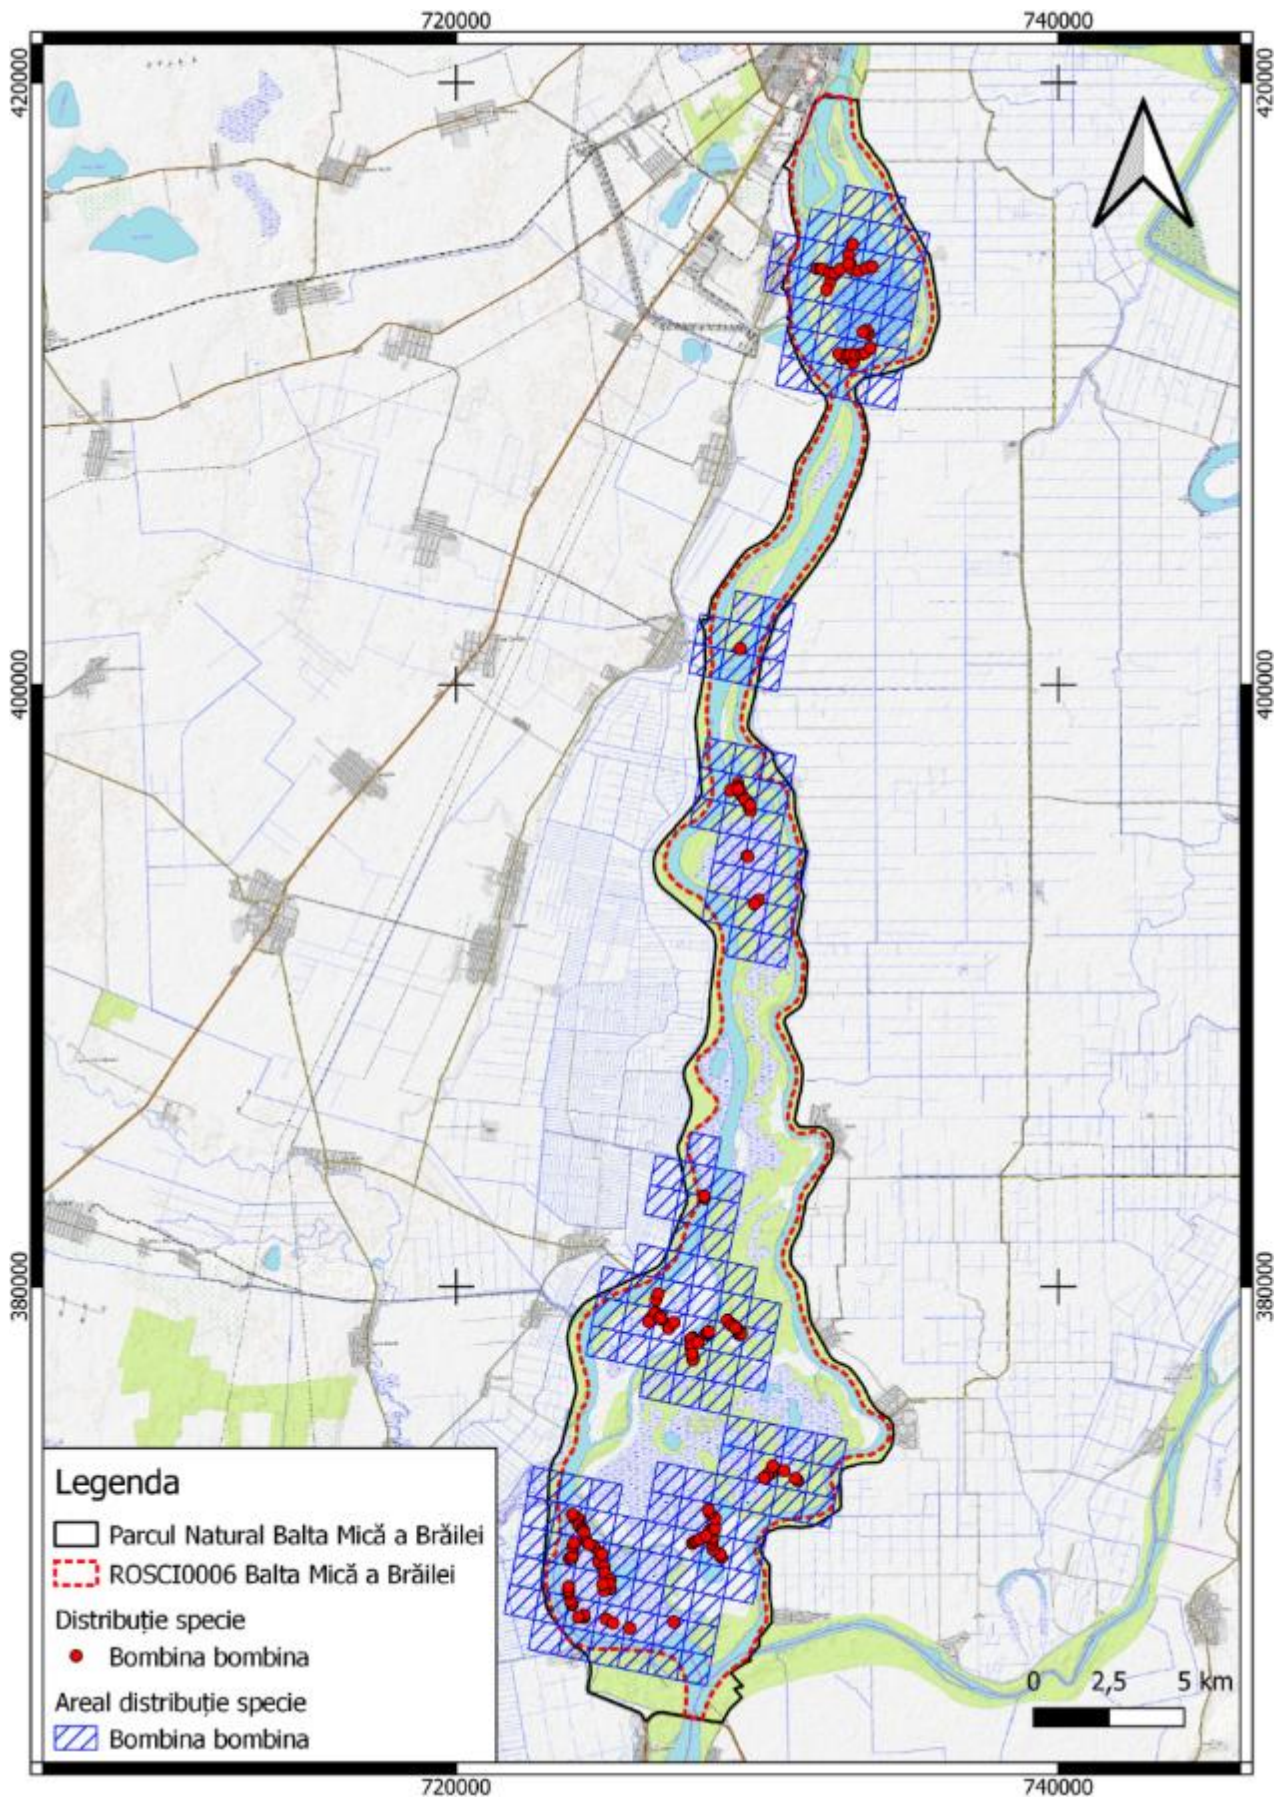 720000 740000
420000 420000
400000 400000
380000 380000
Legenda
Parcul Natural Balta Mică a Brăilei
ROSCI0006 Balta Mică a Brăilei
Distribuție specie
Bombina bombina
Areal distribuție specie
Bombina bombina
0 2,5 5 km
720000 740000